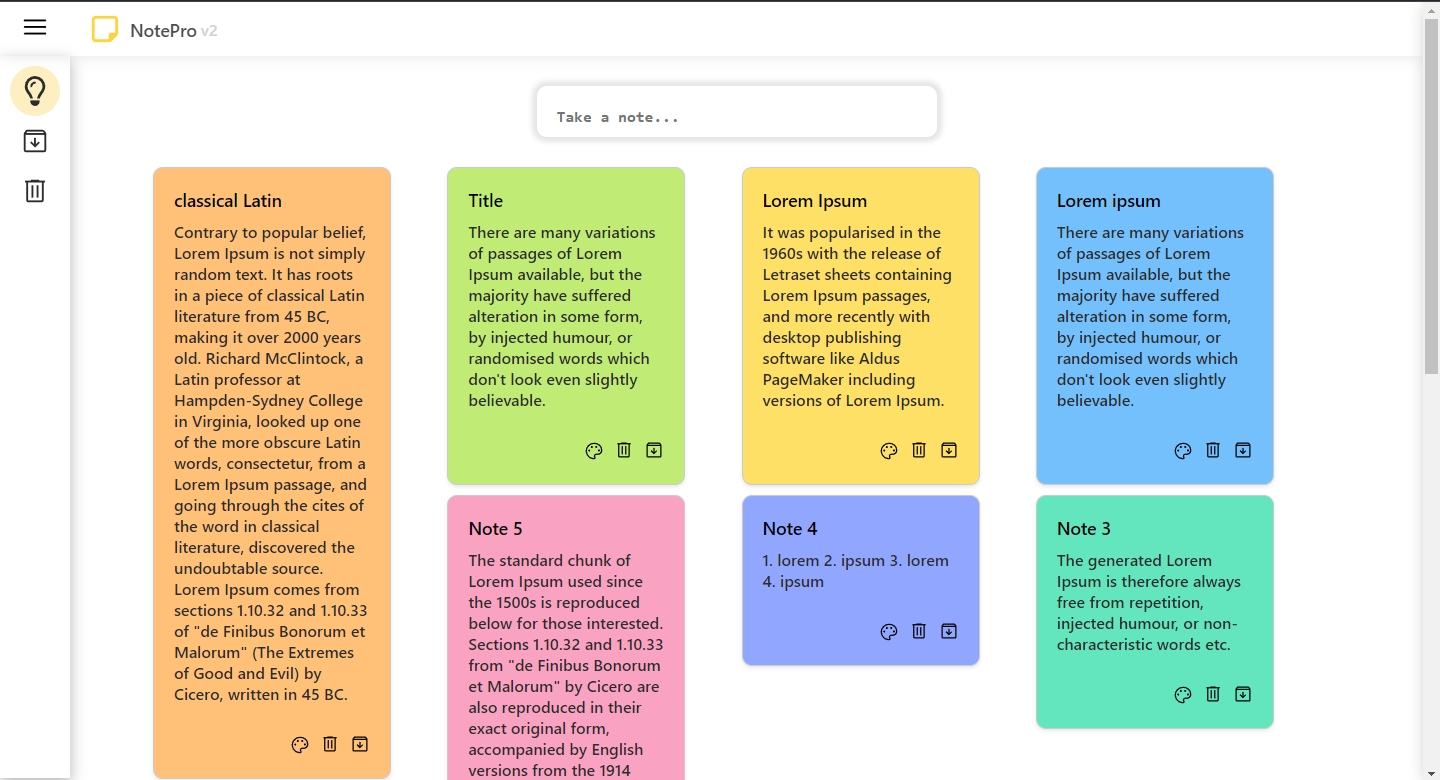 NotePro v2
Take a note...
classical Latin
Contrary to popular belief,
Lorem Ipsum is not simply
random text. It has roots
in a piece of classical Latin
literature from 45 BC,
making it over 2000 years
old. Richard McClintock, a
Latin professor at
Hampden-Sydney College
in Virginia, looked up one
of the more obscure Latin
words, consectetur, from a
Lorem Ipsum passage, and
going through the cites of
the word in classical
literature, discovered the
undoubtable source.
Lorem Ipsum comes from
sections 1.10.32 and 1.10.33
of "de Finibus Bonorum et
Malorum" (The Extremes
of Good and Evil) by
Cicero, written in 45 BC.
Title
There are many variations
of passages of Lorem
Ipsum available, but the
majority have suffered
alteration in some form,
by injected humour, or
randomised words which
don't look even slightly
believable.
Lorem Ipsum
It was popularised in the
1960s with the release of
Letraset sheets containing
Lorem Ipsum passages,
and more recently with
desktop publishing
software like Aldus
PageMaker including
versions of Lorem Ipsum.
Lorem ipsum
There are many variations
of passages of Lorem
Ipsum available, but the
majority have suffered
alteration in some form,
by injected humour, or
randomised words which
don't look even slightly
believable.
Note 5
The standard chunk of
Lorem Ipsum used since
the 1500s is reproduced
below for those interested.
Sections 1.10.32 and 1.10.33
from "de Finibus Bonorum
et Malorum" by Cicero are
also reproduced in their
exact original form,
accompanied by English
versions from the 1914
Note 4
1. lorem 2. ipsum 3. lorem
4. ipsum
Note 3
The generated Lorem
Ipsum is therefore always
free from repetition,
injected humour, or non-
characteristic words etc.